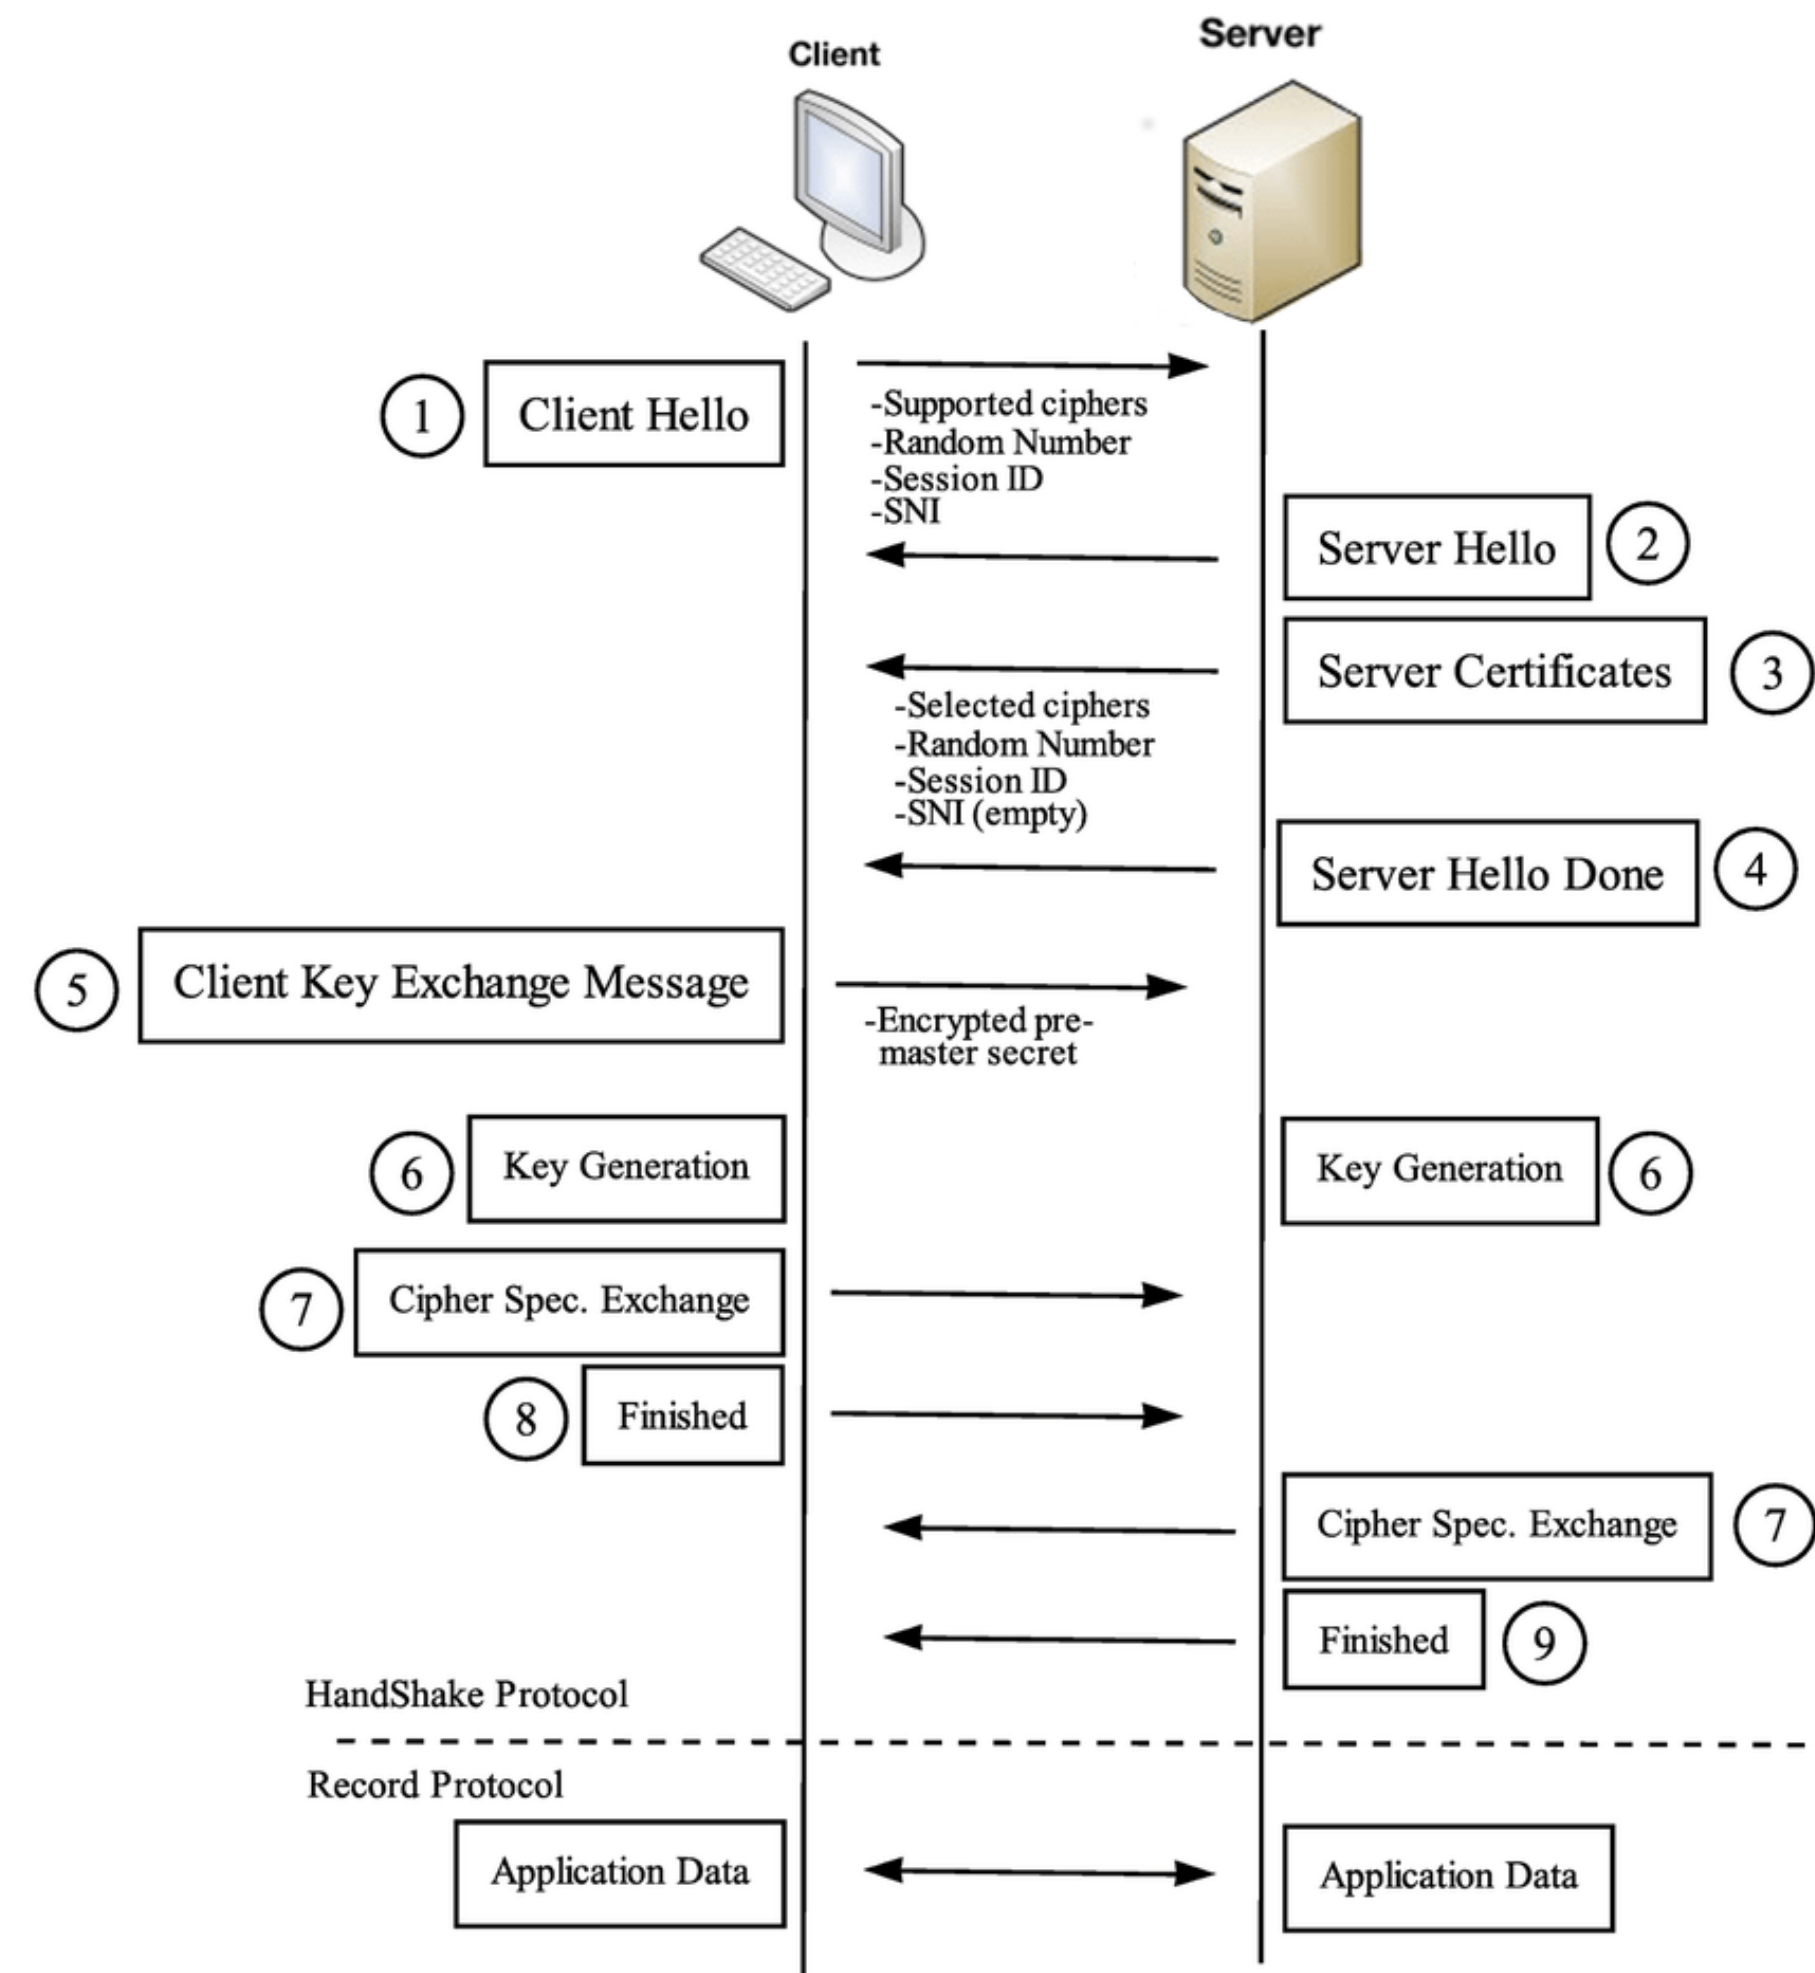 Client
Server
1
Client Hello
-Supported ciphers
-Random Number
-Session ID
-SNI
Server Hello
2
Server Certificates
3
-Selected ciphers
-Random Number
-Session ID
-SNI (empty)
Server Hello Done
4
5
Client Key Exchange Message
-Encrypted pre-
master secret
6
Key Generation
Key Generation
6
7
Cipher Spec. Exchange
8
Finished
Cipher Spec. Exchange
7
Finished
9
HandShake Protocol
Record Protocol
Application Data
Application Data